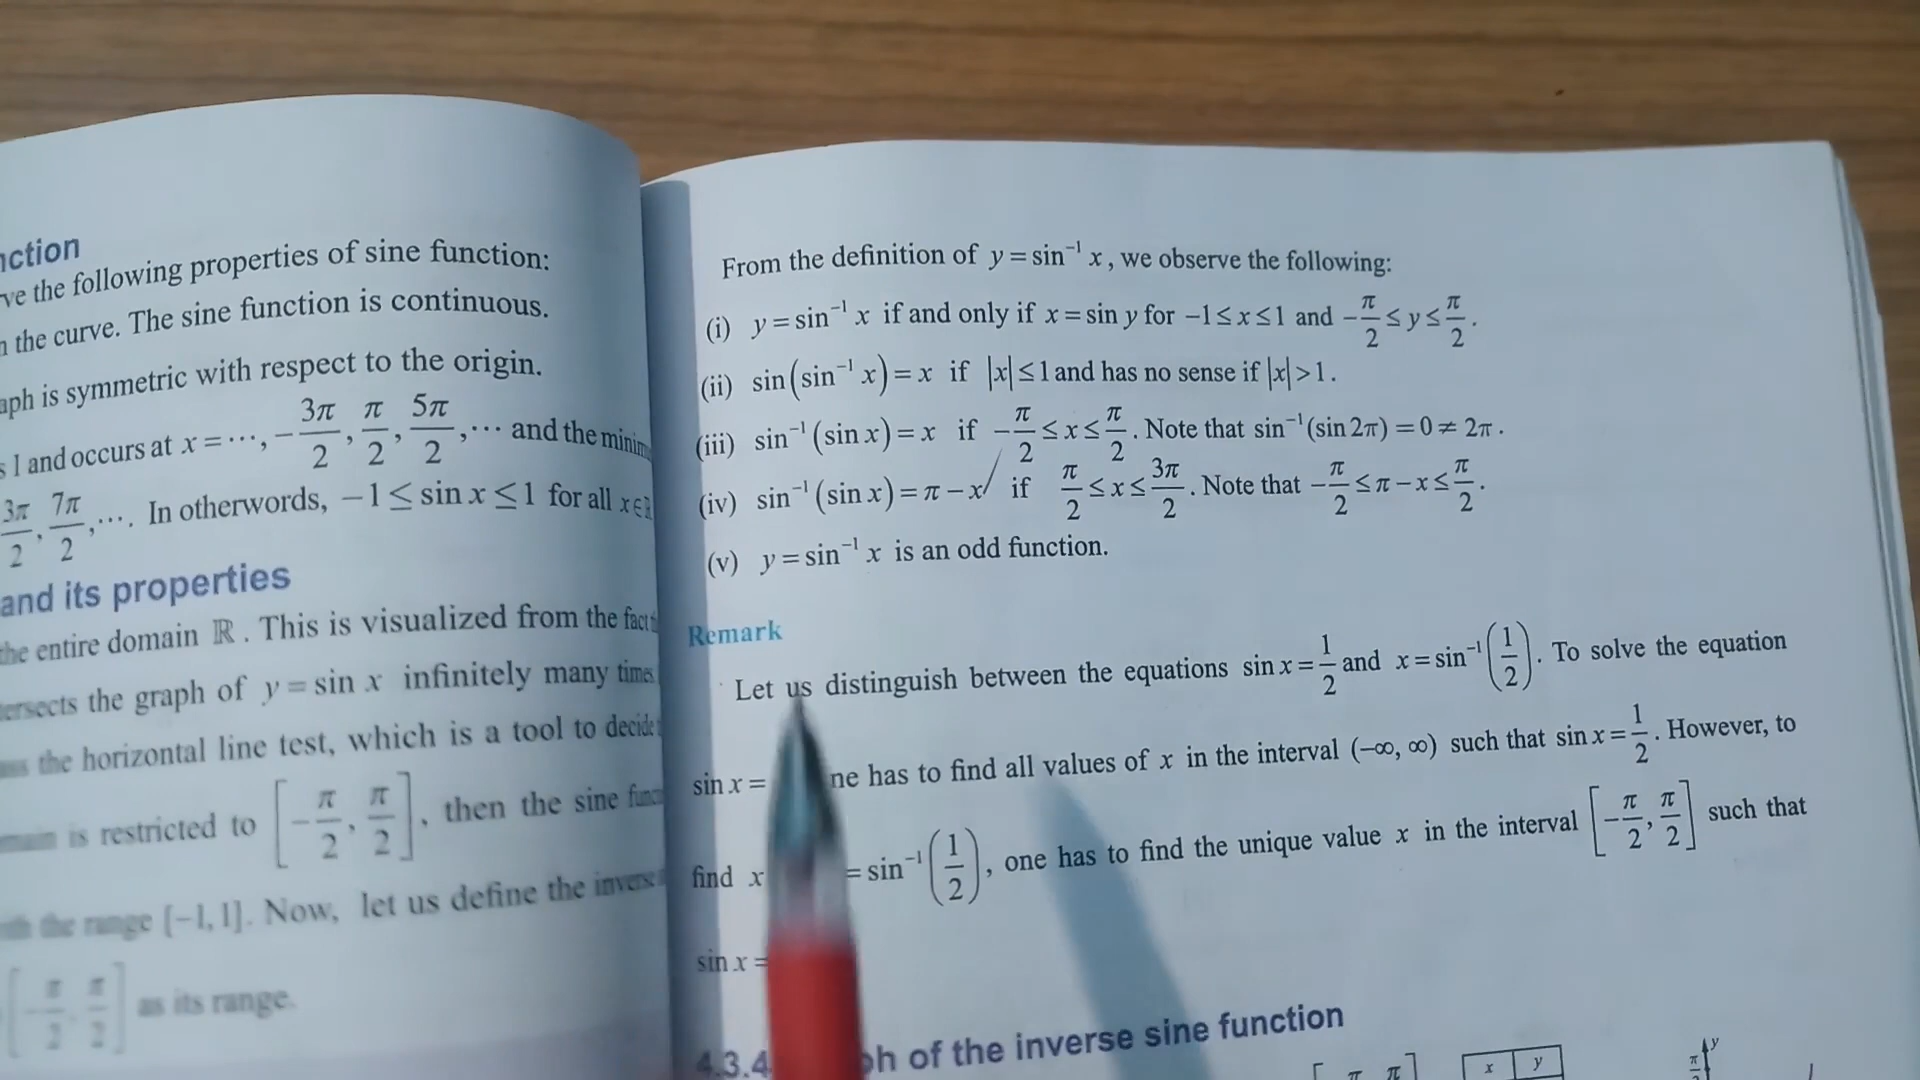 nction
ve the following properties of sine function:
the curve. The sine function is continuous.
aph is symmetric with respect to the origin.
s 1 and occurs at x = ⋯, −3π/2, π/2, 5π/2, ⋯ and the
3π/2, 7π/2, ⋯. In otherwords, −1 ≤ sin x ≤ 1 for all x ∈
and its properties
the entire domain ℝ. This is visualized from the fact
ersects the graph of y = sin x infinitely many times
the horizontal line test, which is a tool to decide
is restricted to [−π/2, π/2], then the sine
the range [−1, 1]. Now, let us define the inverse
[−π/2, π/2] as its range.
From the definition of y = sin⁻¹ x, we observe the following:
(i) y = sin⁻¹ x if and only if x = sin y for −1 ≤ x ≤ 1 and −π/2 ≤ y ≤ π/2.
(ii) sin(sin⁻¹ x) = x if |x| ≤ 1 and has no sense if |x| > 1.
(iii) sin⁻¹(sin x) = x if −π/2 ≤ x ≤ π/2. Note that sin⁻¹(sin 2π) = 0 ≠ 2π.
(iv) sin⁻¹(sin x) = π − x if π/2 ≤ x ≤ 3π/2. Note that −π/2 ≤ π − x ≤ π/2.
(v) y = sin⁻¹ x is an odd function.
Remark
Let us distinguish between the equations sin x = 1/2 and x = sin⁻¹(1/2). To solve the equation
sin x = ne has to find all values of x in the interval (−∞, ∞) such that sin x = 1/2. However, to
find x = sin⁻¹(1/2), one has to find the unique value x in the interval [−π/2, π/2] such that
sin x =
4.3.4 ph of the inverse sine function
x y
y